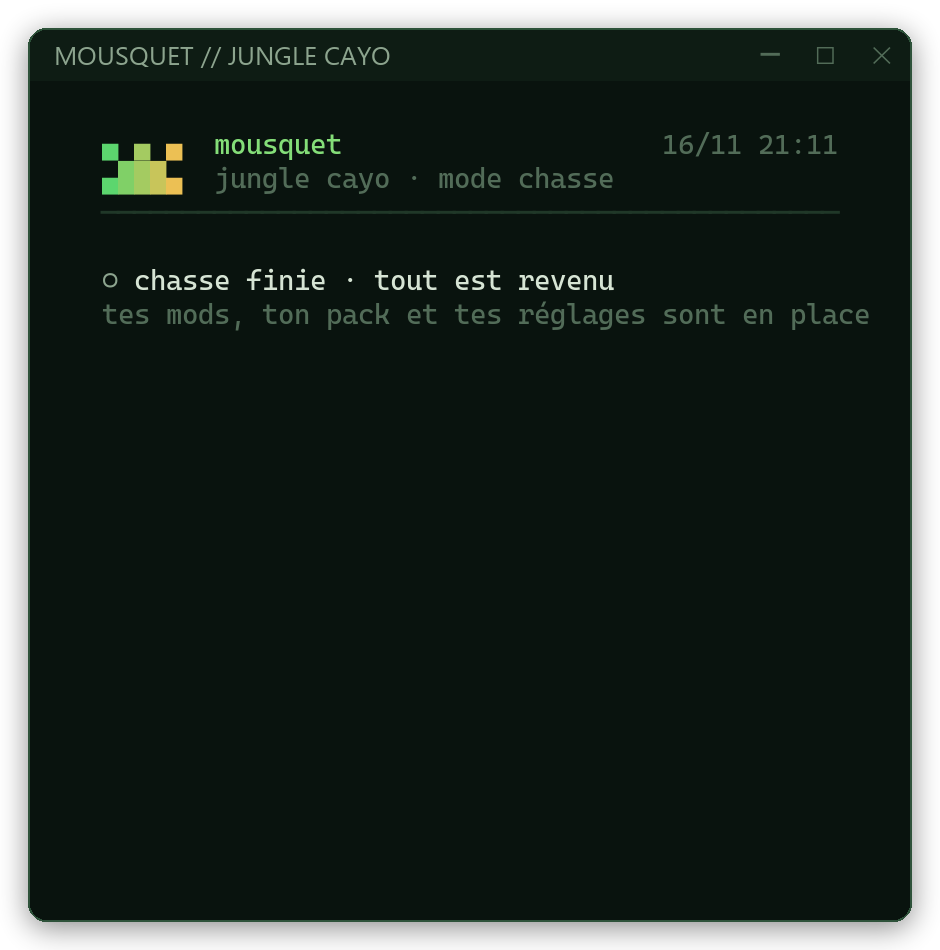 MOUSQUET // JUNGLE CAYO
mousquet 16/11 21:11
jungle cayo · mode chasse
○ chasse finie · tout est revenu
tes mods, ton pack et tes réglages sont en place